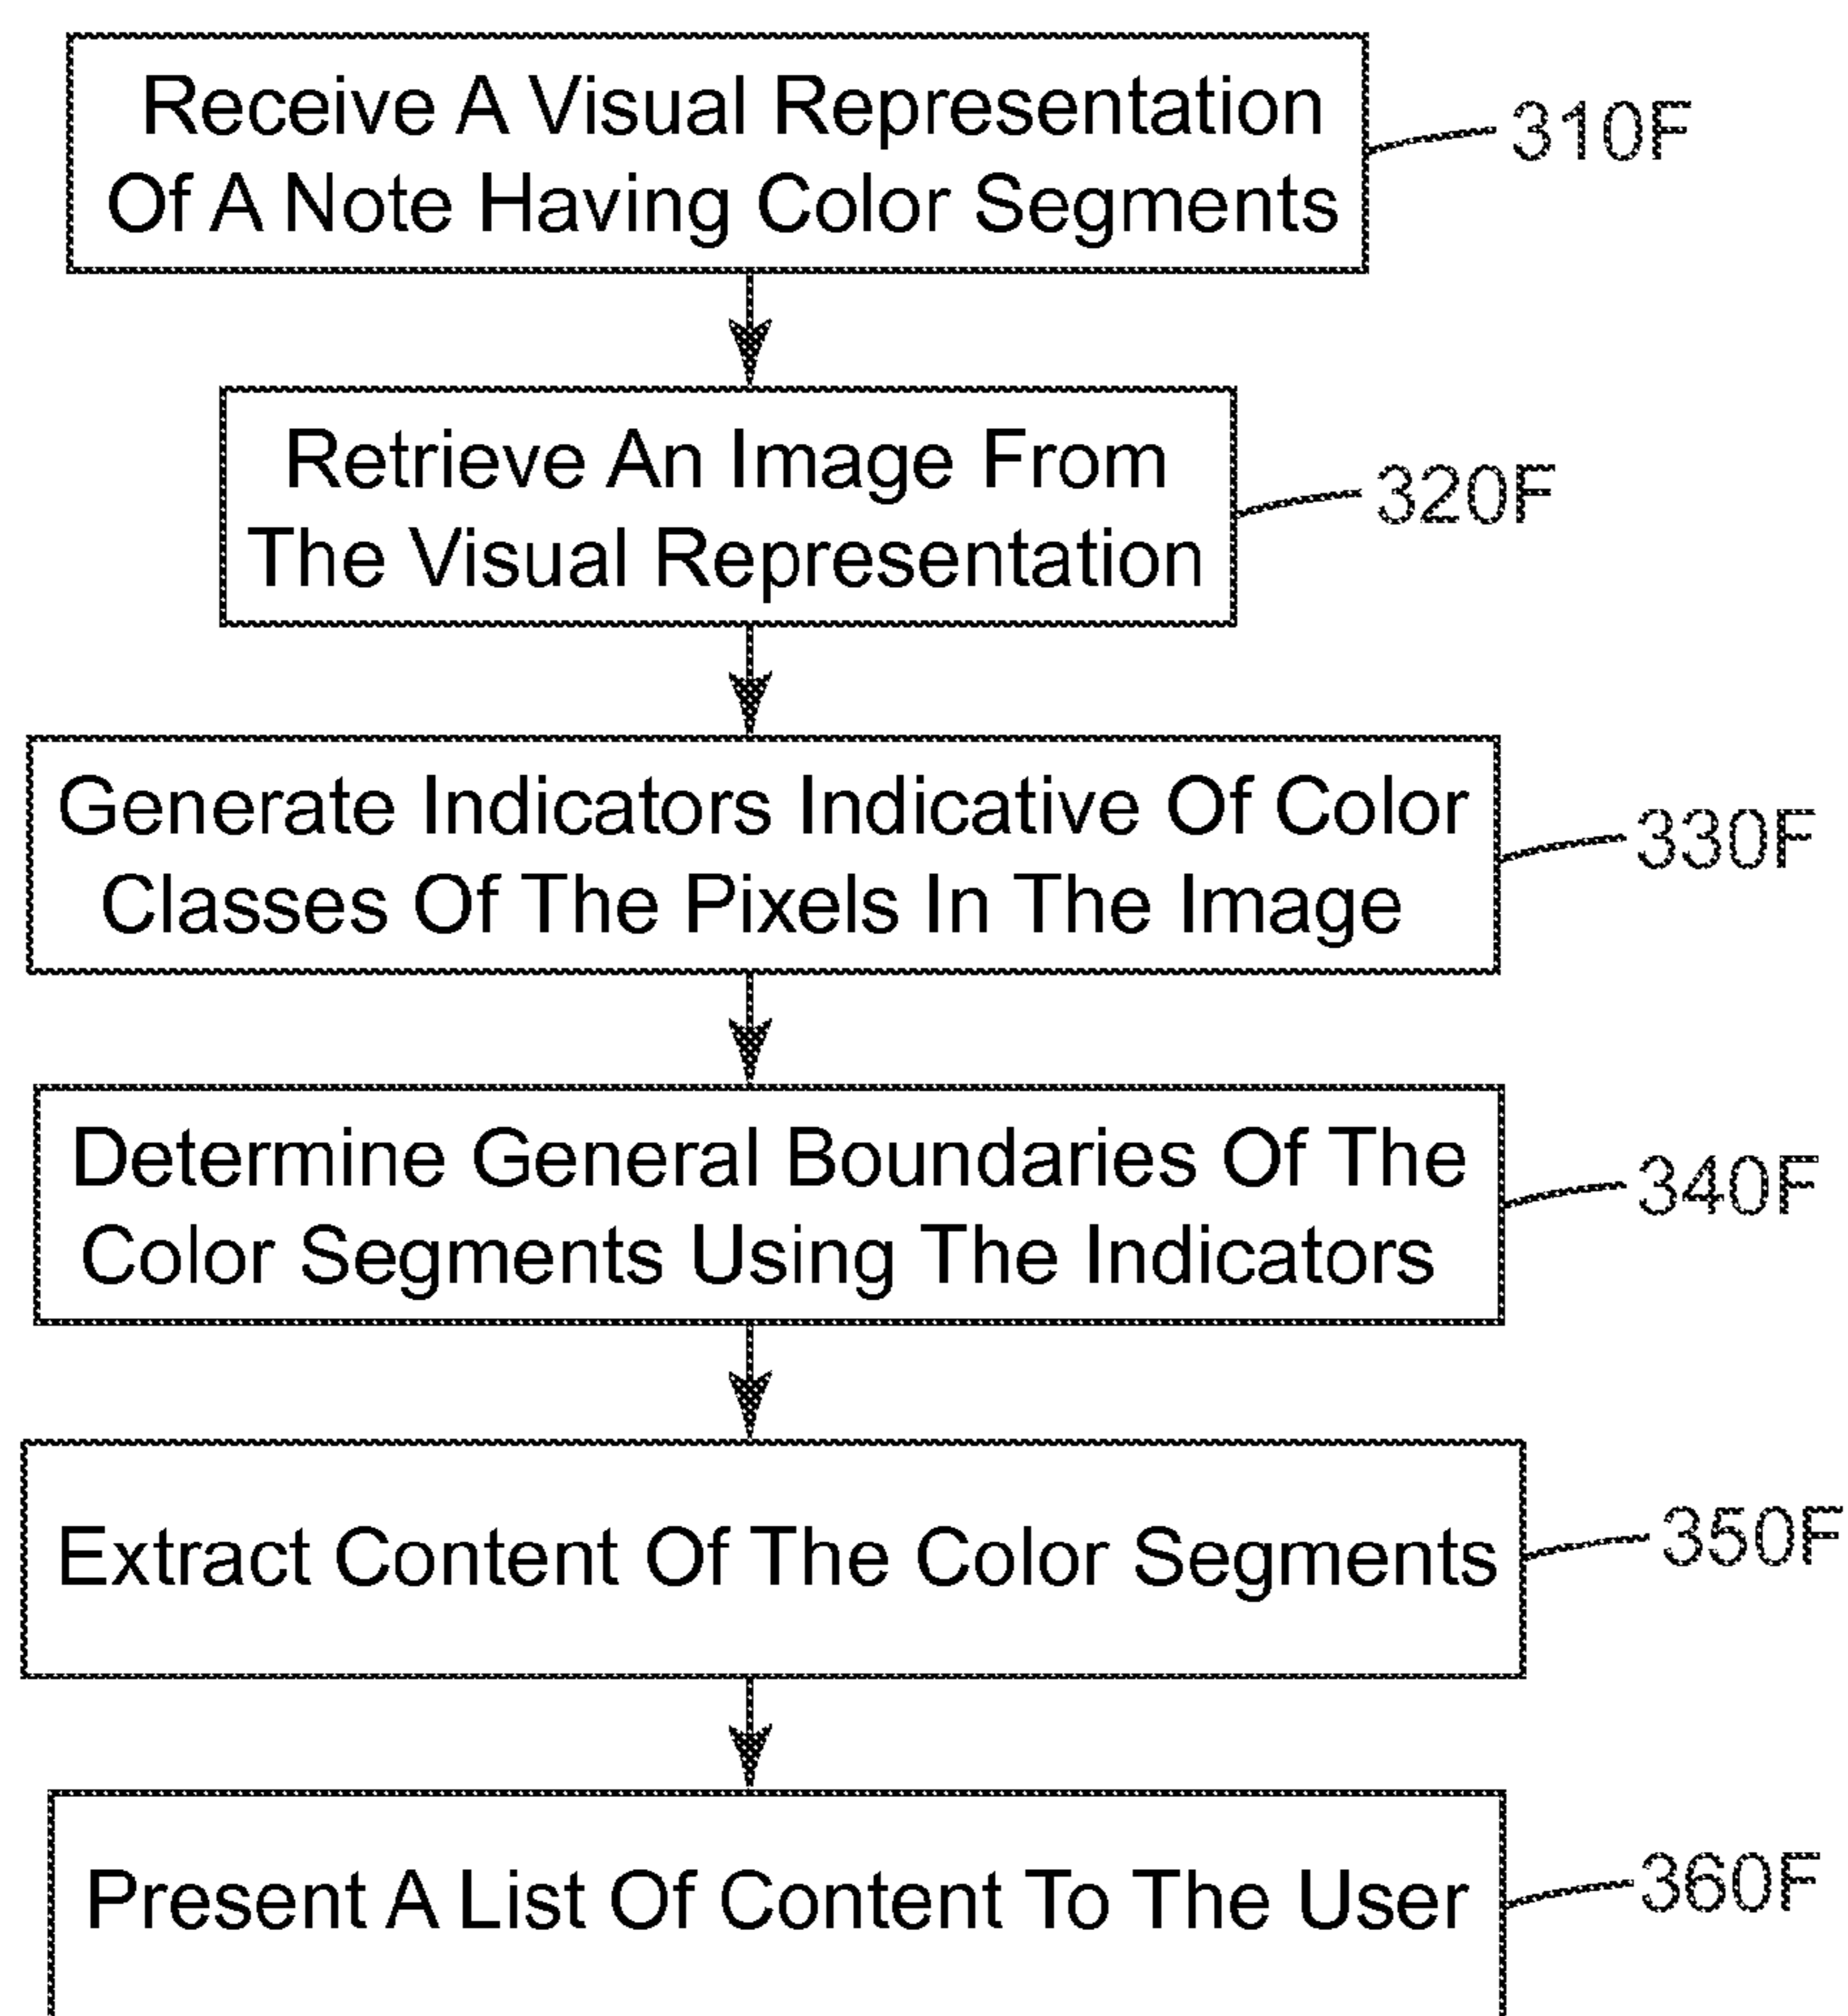 Receive A Visual Representation
Of A Note Having Color Segments
310F
Retrieve An Image From
The Visual Representation
320F
Generate Indicators Indicative Of Color
Classes Of The Pixels In The Image
330F
Determine General Boundaries Of The
Color Segments Using The Indicators
340F
Extract Content Of The Color Segments
350F
Present A List Of Content To The User
360F